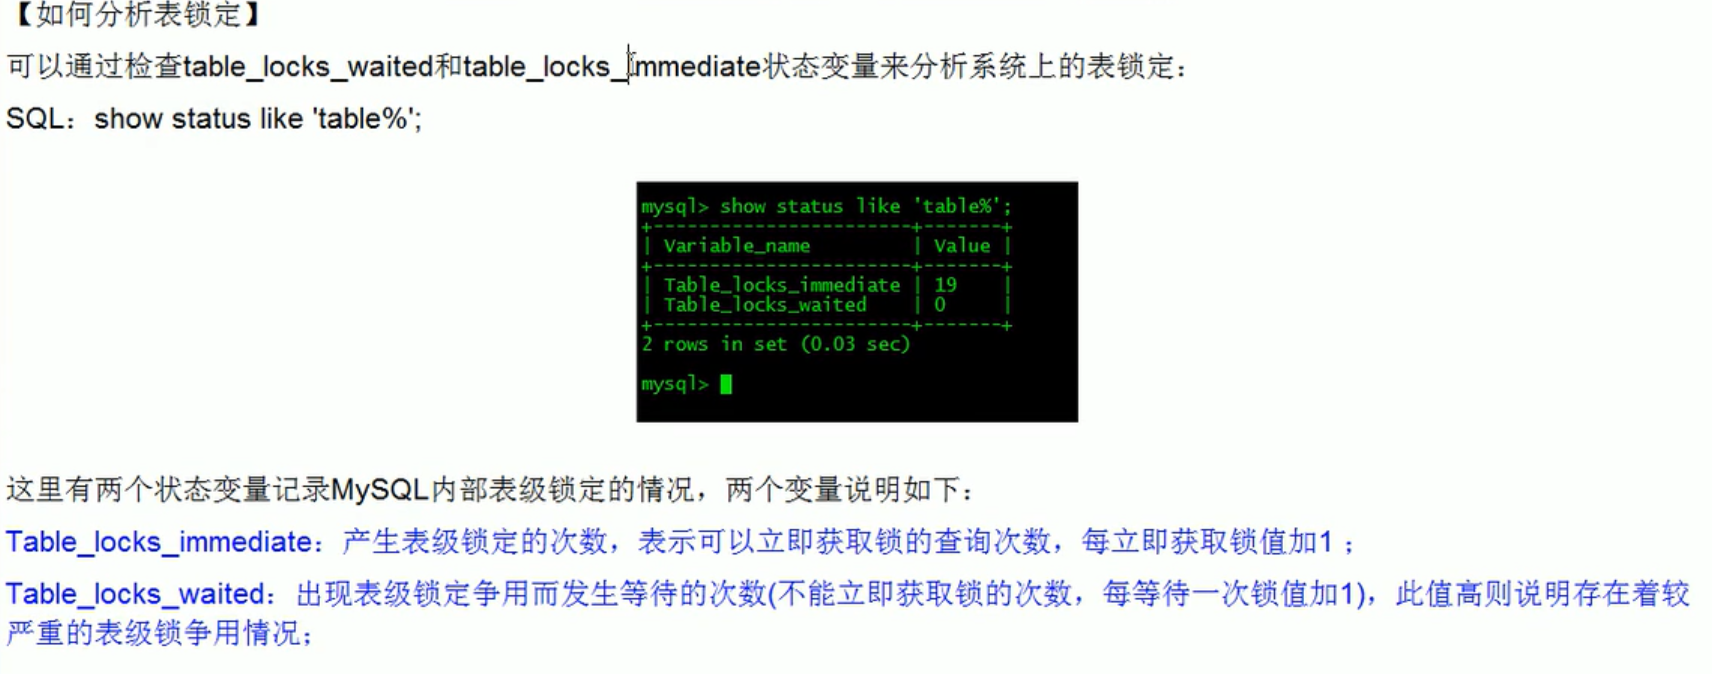 【如何分析表锁定】
可以通过检查table_locks_waited和table_locks_immediate状态变量来分析系统上的表锁定：
SQL：show status like 'table%';
mysql> show status like 'table%';
+-----------------------+-------+
| Variable_name         | Value |
+-----------------------+-------+
| Table_locks_immediate | 19    |
| Table_locks_waited    | 0     |
+-----------------------+-------+
2 rows in set (0.03 sec)
mysql>
这里有两个状态变量记录MySQL内部表级锁定的情况，两个变量说明如下：
Table_locks_immediate：产生表级锁定的次数，表示可以立即获取锁的查询次数，每立即获取锁值加1 ；
Table_locks_waited：出现表级锁定争用而发生等待的次数(不能立即获取锁的次数，每等待一次锁值加1)，此值高则说明存在着较
严重的表级锁争用情况；